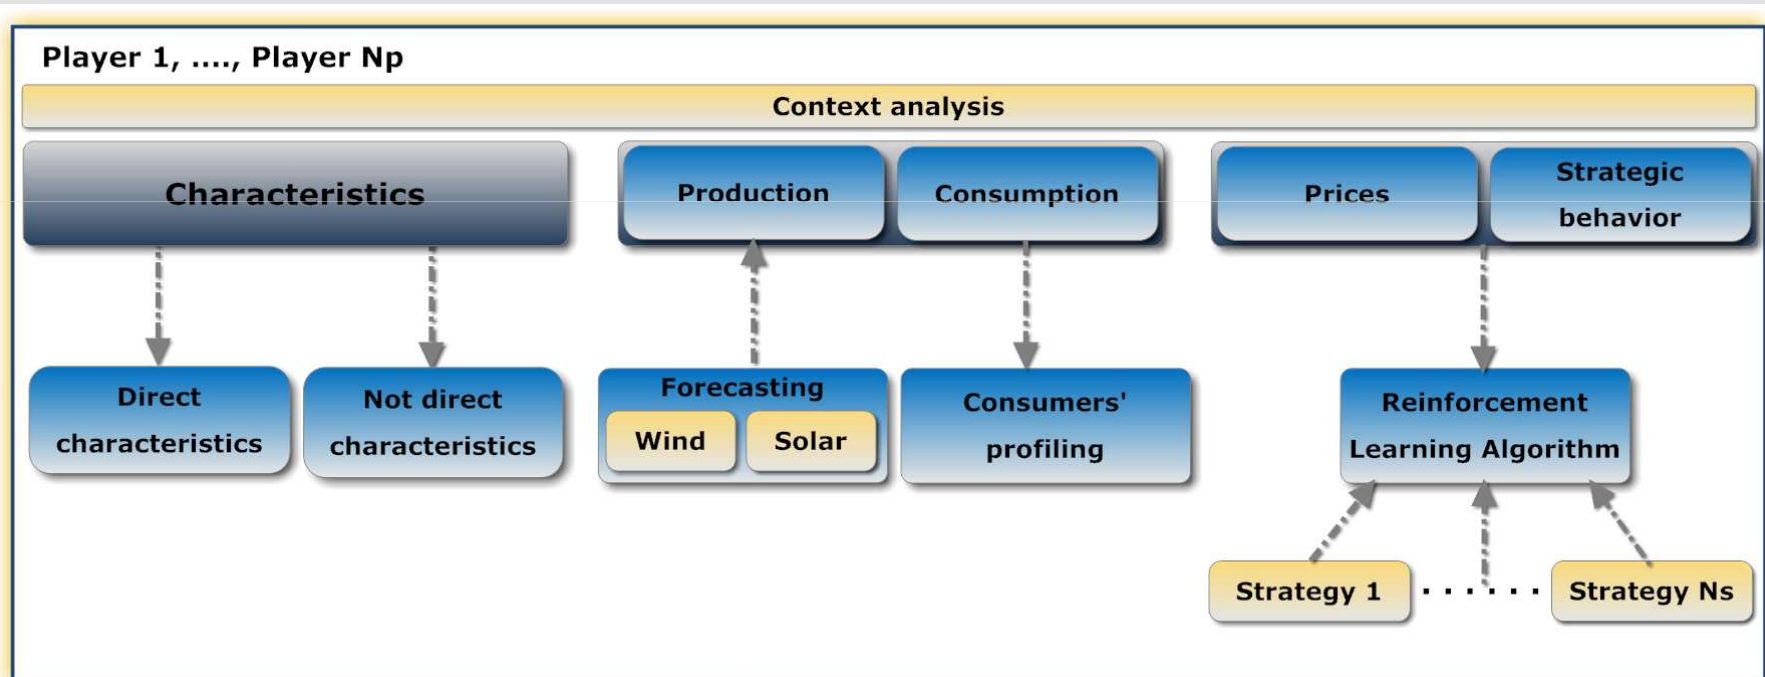 Player 1, ...., Player Np
Context analysis
Characteristics
Production
Consumption
Prices
Strategic
behavior
Direct
characteristics
Not direct
characteristics
Forecasting
Wind
Solar
Consumers'
profiling
Reinforcement
Learning Algorithm
Strategy 1
. . . . . .
Strategy Ns